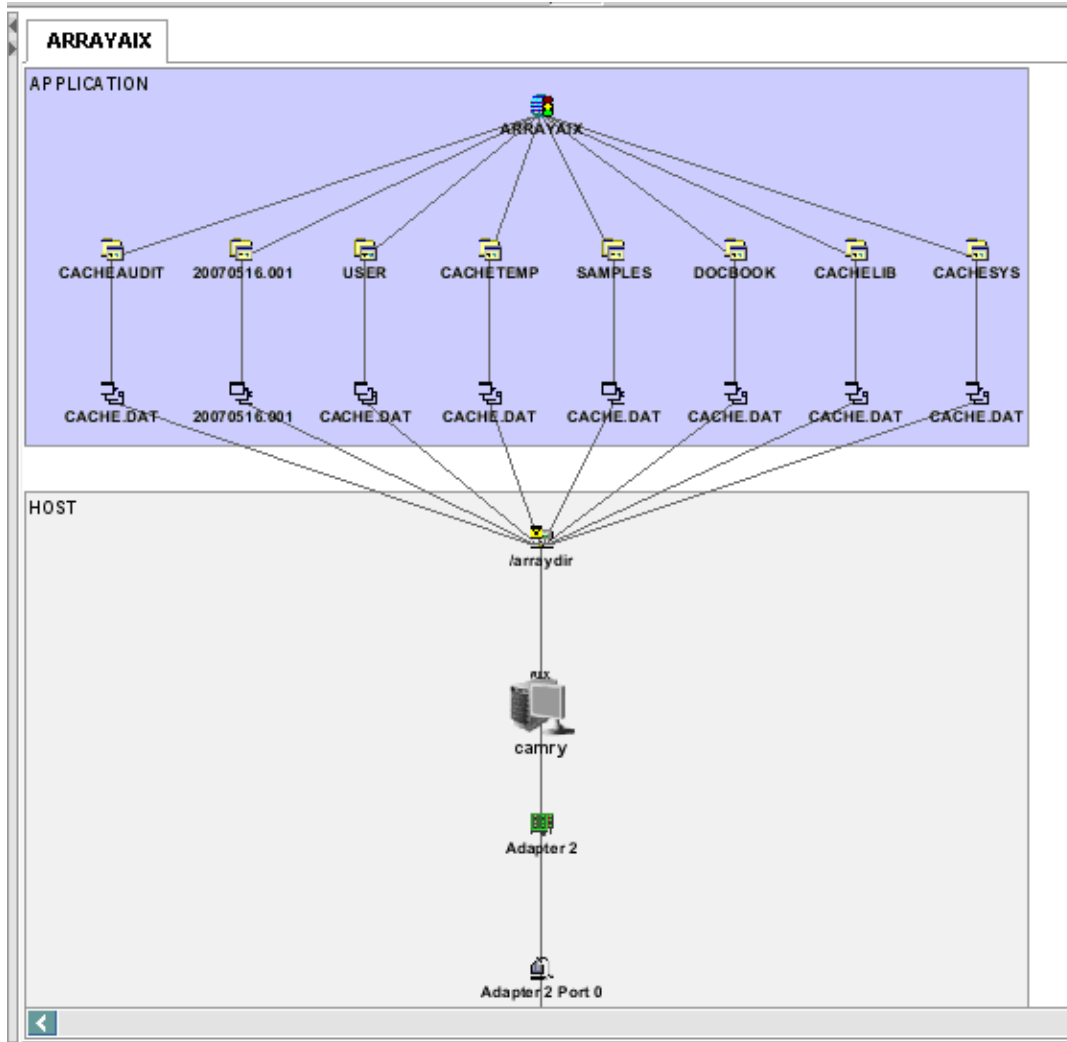 ARRAYAIX
APPLICATION
ARRAYAIX
CACHEAUDIT 20070516.001 USER CACHETEMP SAMPLES DOCBOOK CACHELIB CACHESYS
CACHE.DAT 20070516.001 CACHE.DAT CACHE.DAT CACHE.DAT CACHE.DAT CACHE.DAT CACHE.DAT
HOST
/arraydir
AIX
camry
Adapter 2
Adapter 2 Port 0